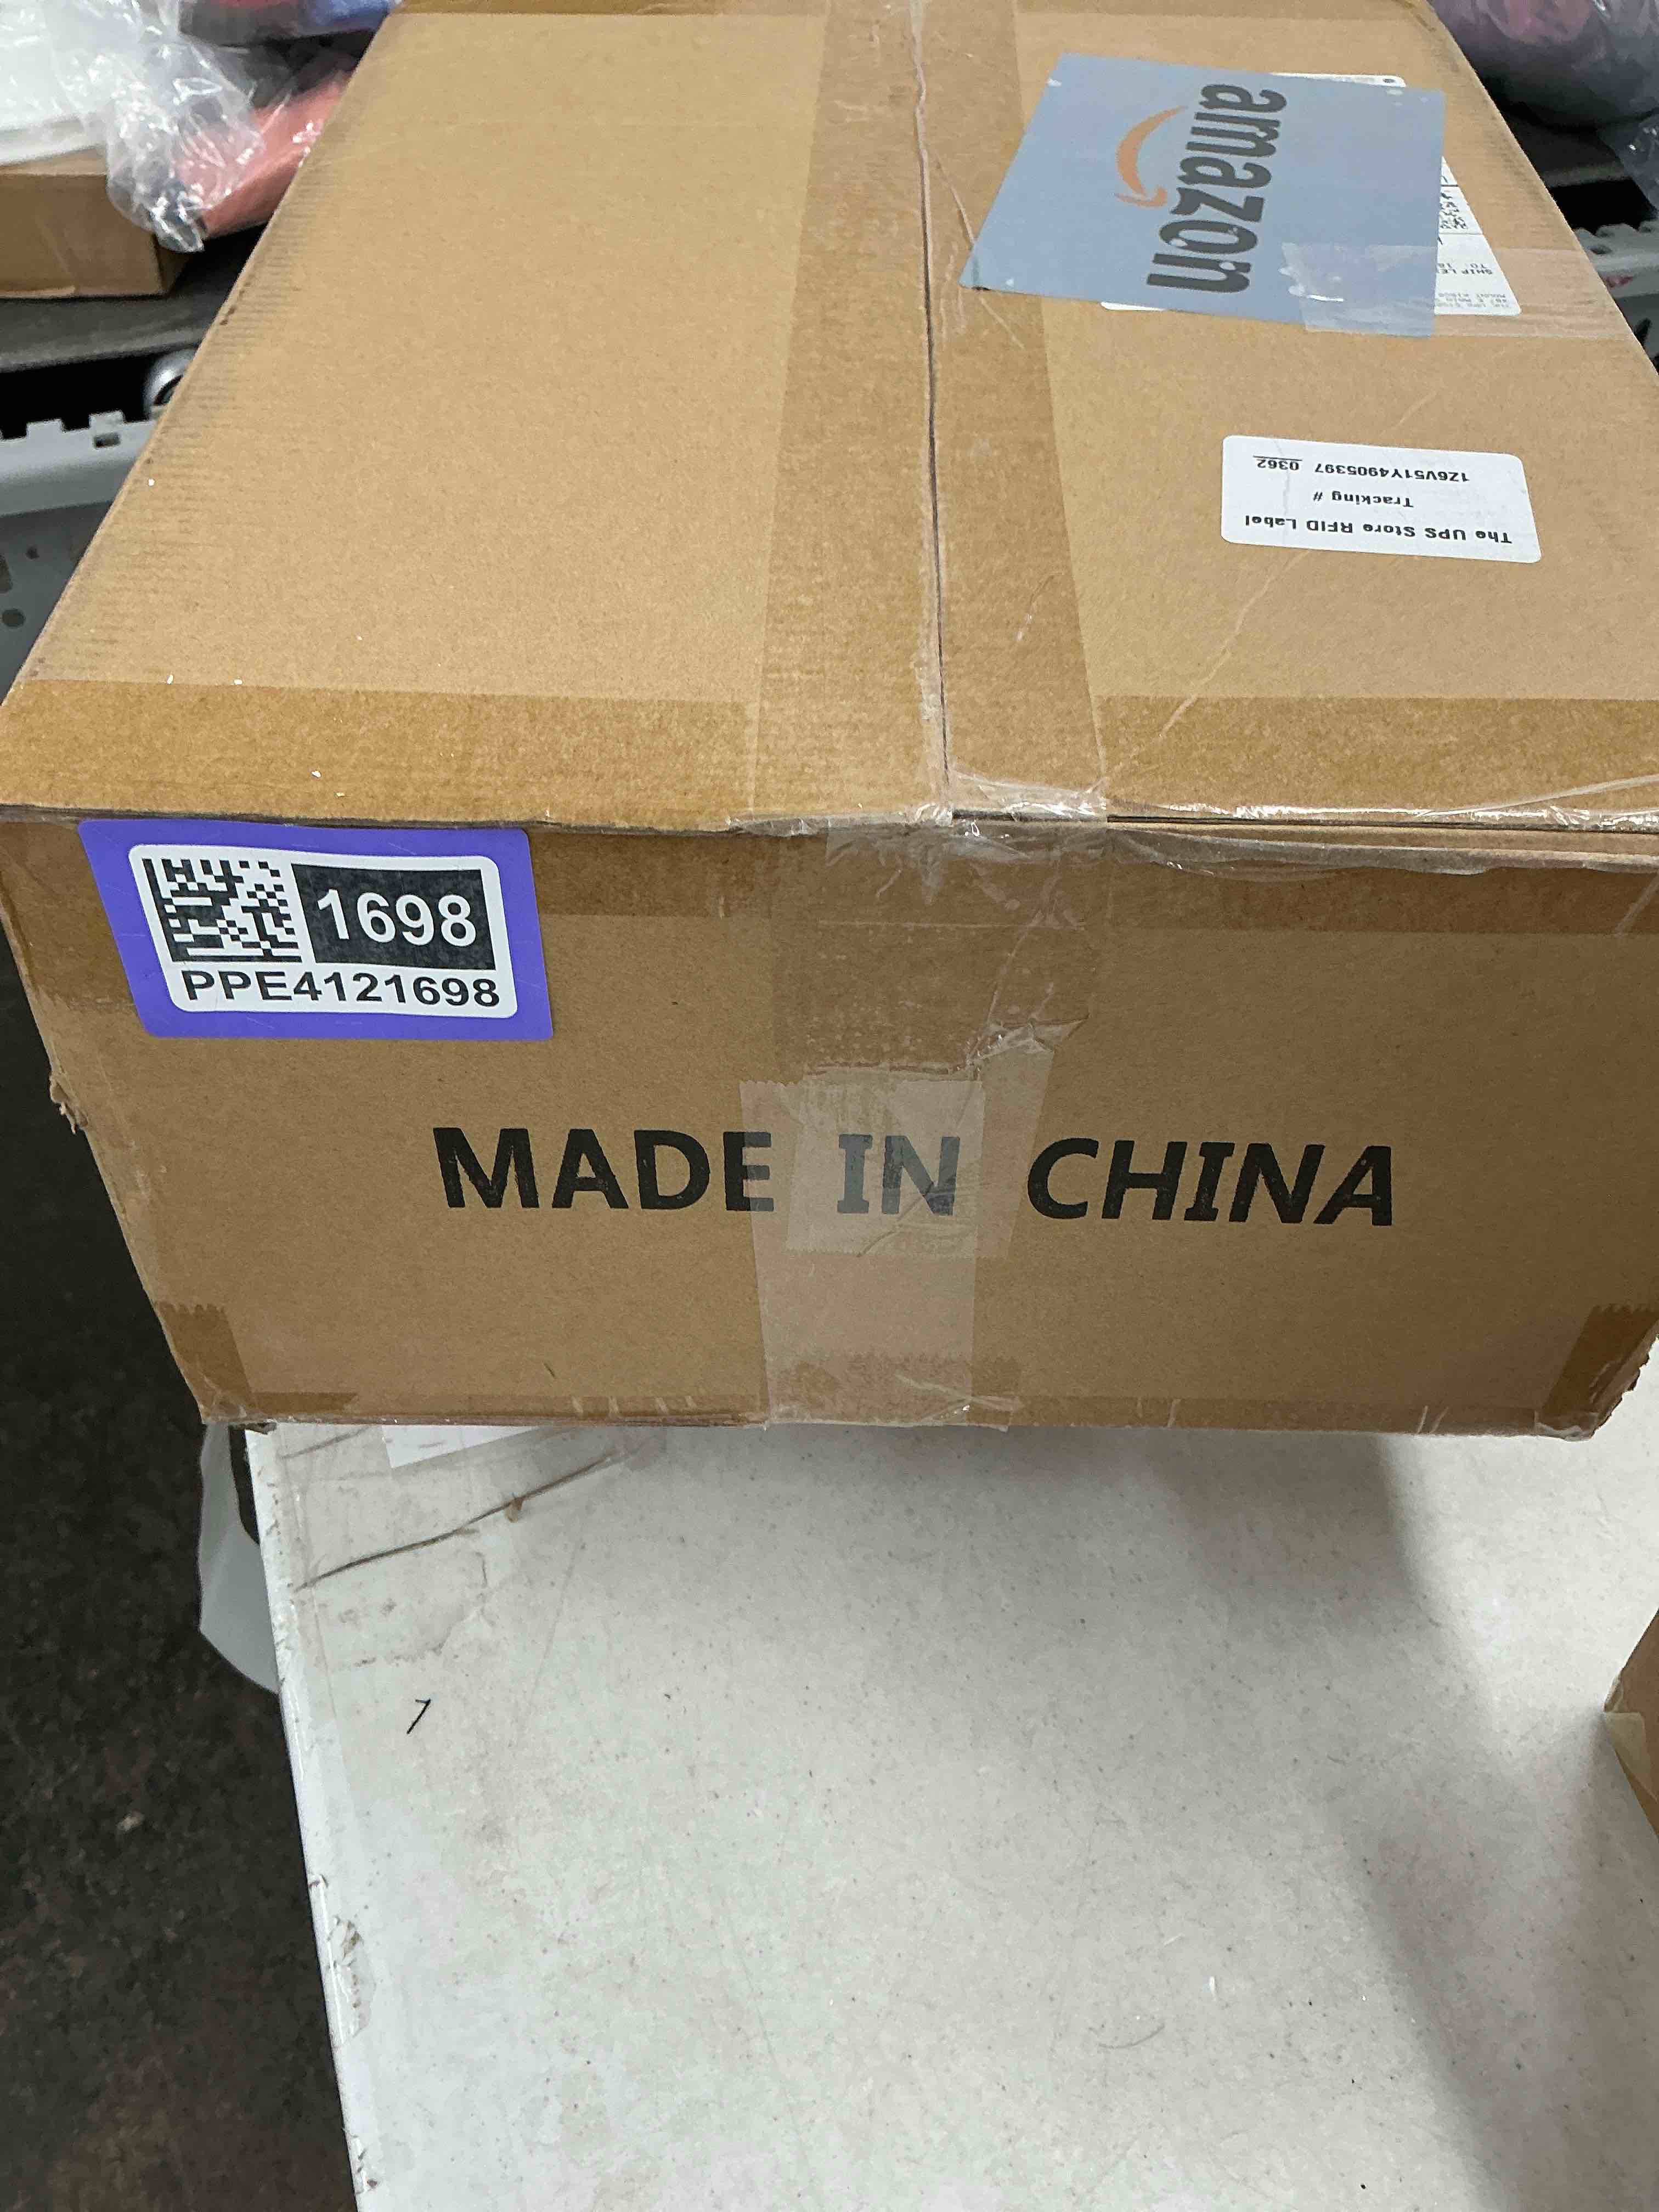 amazon
The UPS Store RFID Label
Tracking #
1Z6V51Y4905397 0362
1698
PPE4121698
MADE IN CHINA